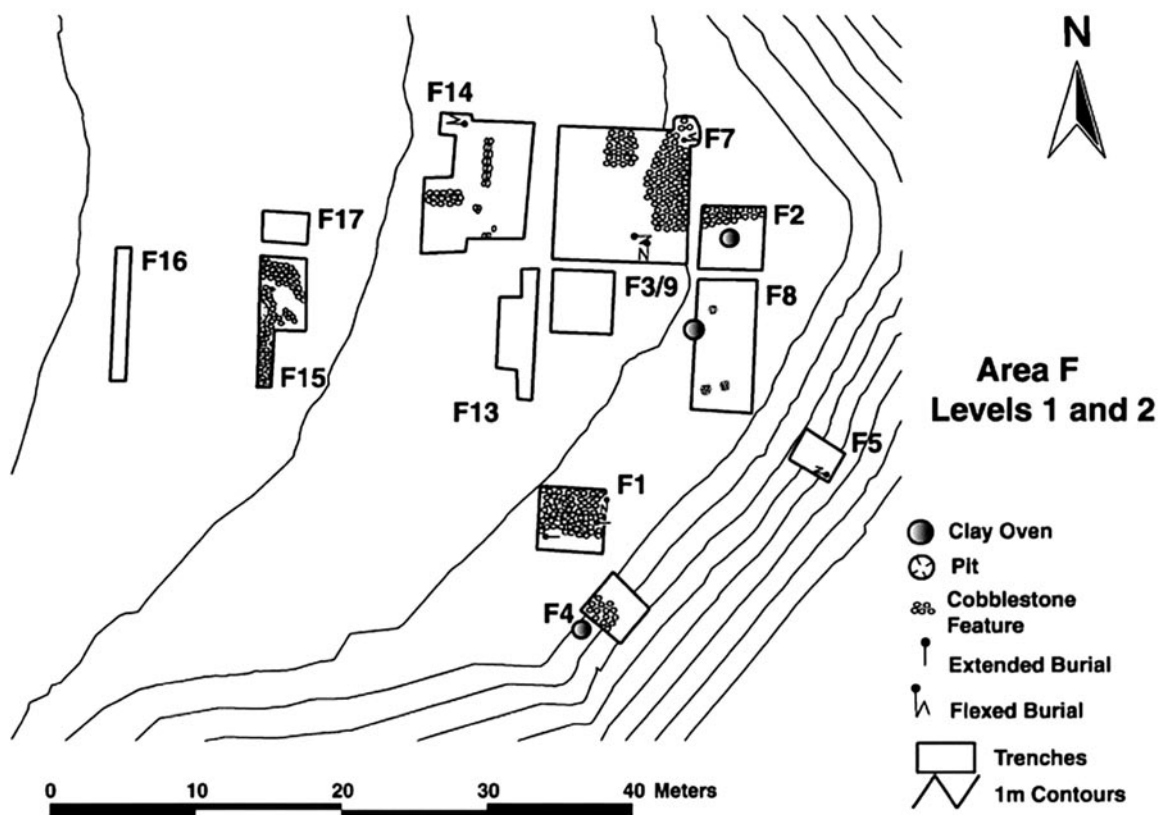 N
F14
F7
F17
F2
F16
F3/9
F8
F15
F13
Area F
Levels 1 and 2
F5
F1
F4
Clay Oven
Pit
Cobblestone
Feature
Extended Burial
Flexed Burial
Trenches
1m Contours
0 10 20 30 40 Meters